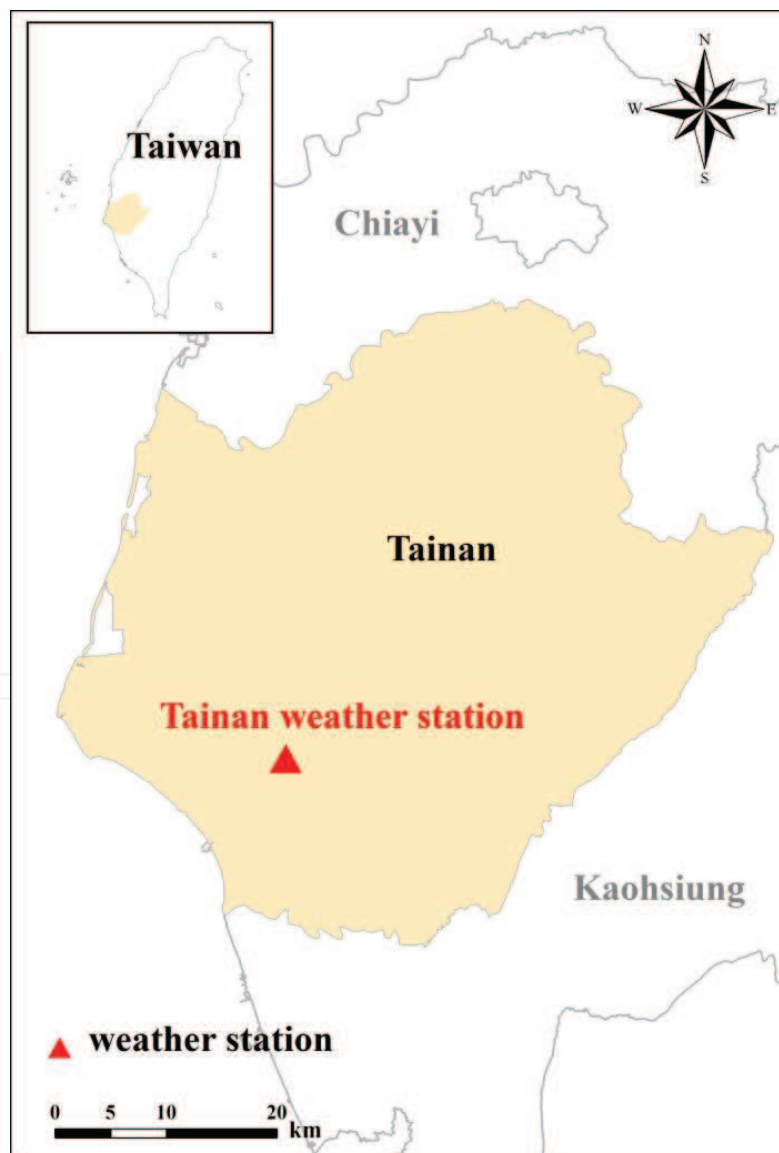 Taiwan
N
W
E
S
Chiayi
Tainan
Tainan weather station
Kaohsiung
weather station
0 5 10 20
km